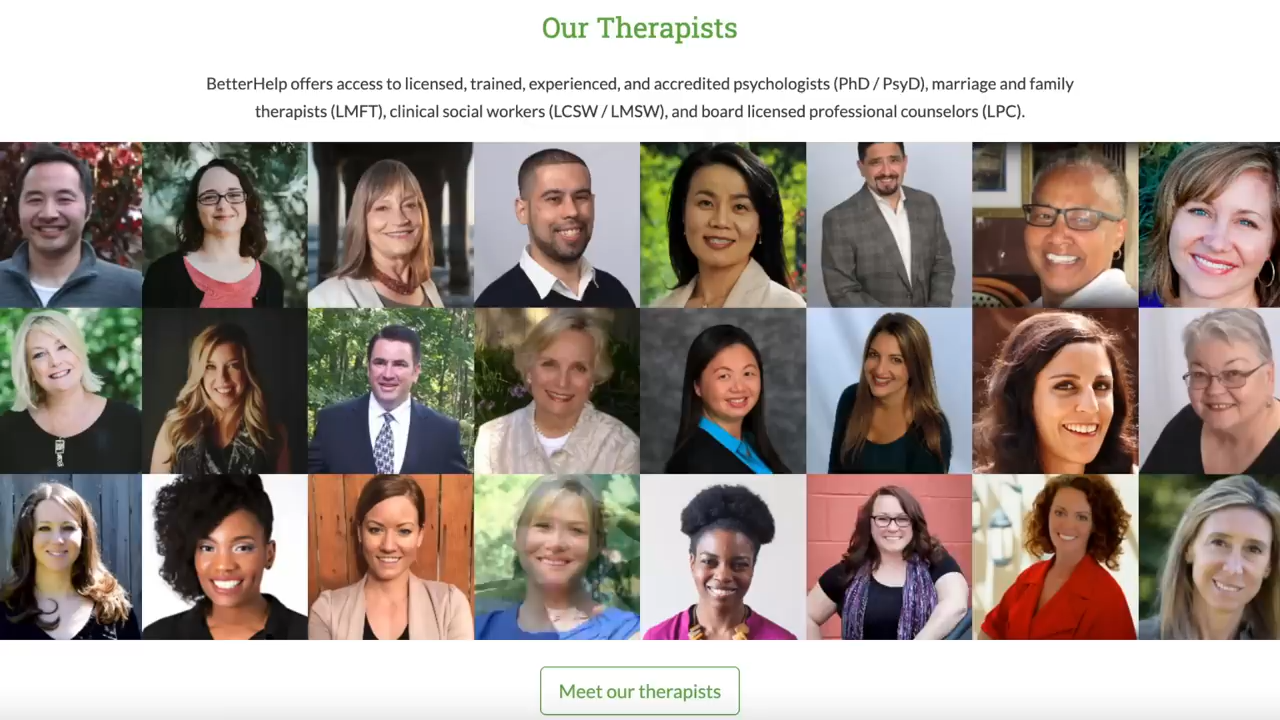 Our Therapists
BetterHelp offers access to licensed, trained, experienced, and accredited psychologists (PhD / PsyD), marriage and family
therapists (LMFT), clinical social workers (LCSW / LMSW), and board licensed professional counselors (LPC).
Meet our therapists